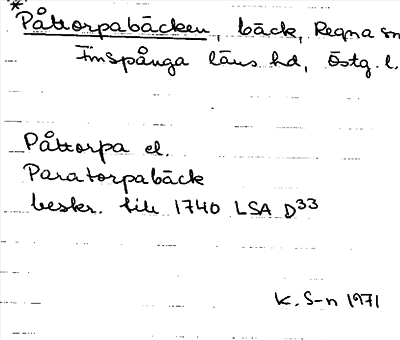 *Påttorpabäcken, bäck, Regna sn
Finspånga läns hd, Östg. l.
Påttorpa el.
Paratorpabäck
beskr. till 1740 LSA D33
K. S-n 1971